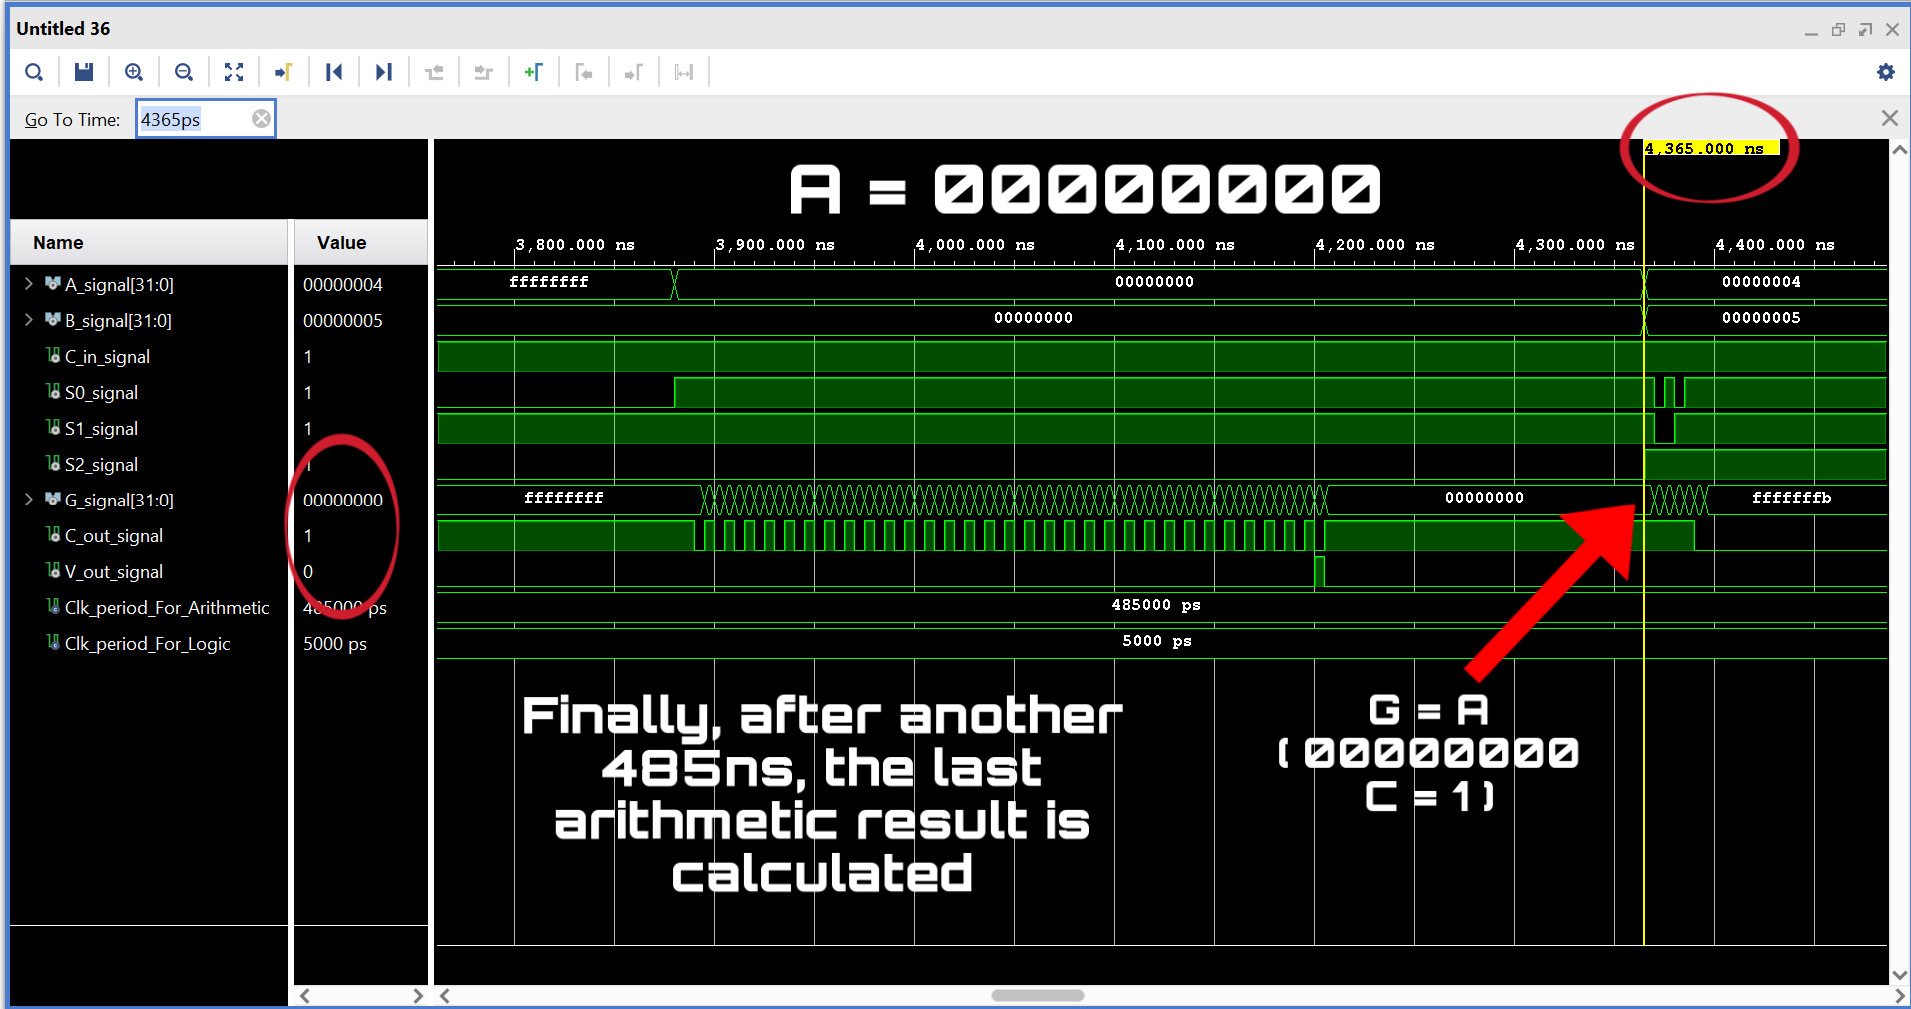 Untitled 36
Go To Time: 4365ps
4,365.000 ns
A = 00000000
Name Value
3,800.000 ns 3,900.000 ns 4,000.000 ns 4,100.000 ns 4,200.000 ns 4,300.000 ns 4,400.000 ns
A_signal[31:0] 00000004 ffffffff 00000000 00000004
B_signal[31:0] 00000005 00000000 00000005
C_in_signal 1
S0_signal 1
S1_signal 1
S2_signal 1
G_signal[31:0] 00000000 ffffffff 00000000 fffffffb
C_out_signal 1
V_out_signal 0
Clk_period_For_Arithmetic 485000 ps 485000 ps
Clk_period_For_Logic 5000 ps 5000 ps
Finally, after another
485ns, the last
arithmetic result is
calculated
G = A
( 00000000
C = 1 )